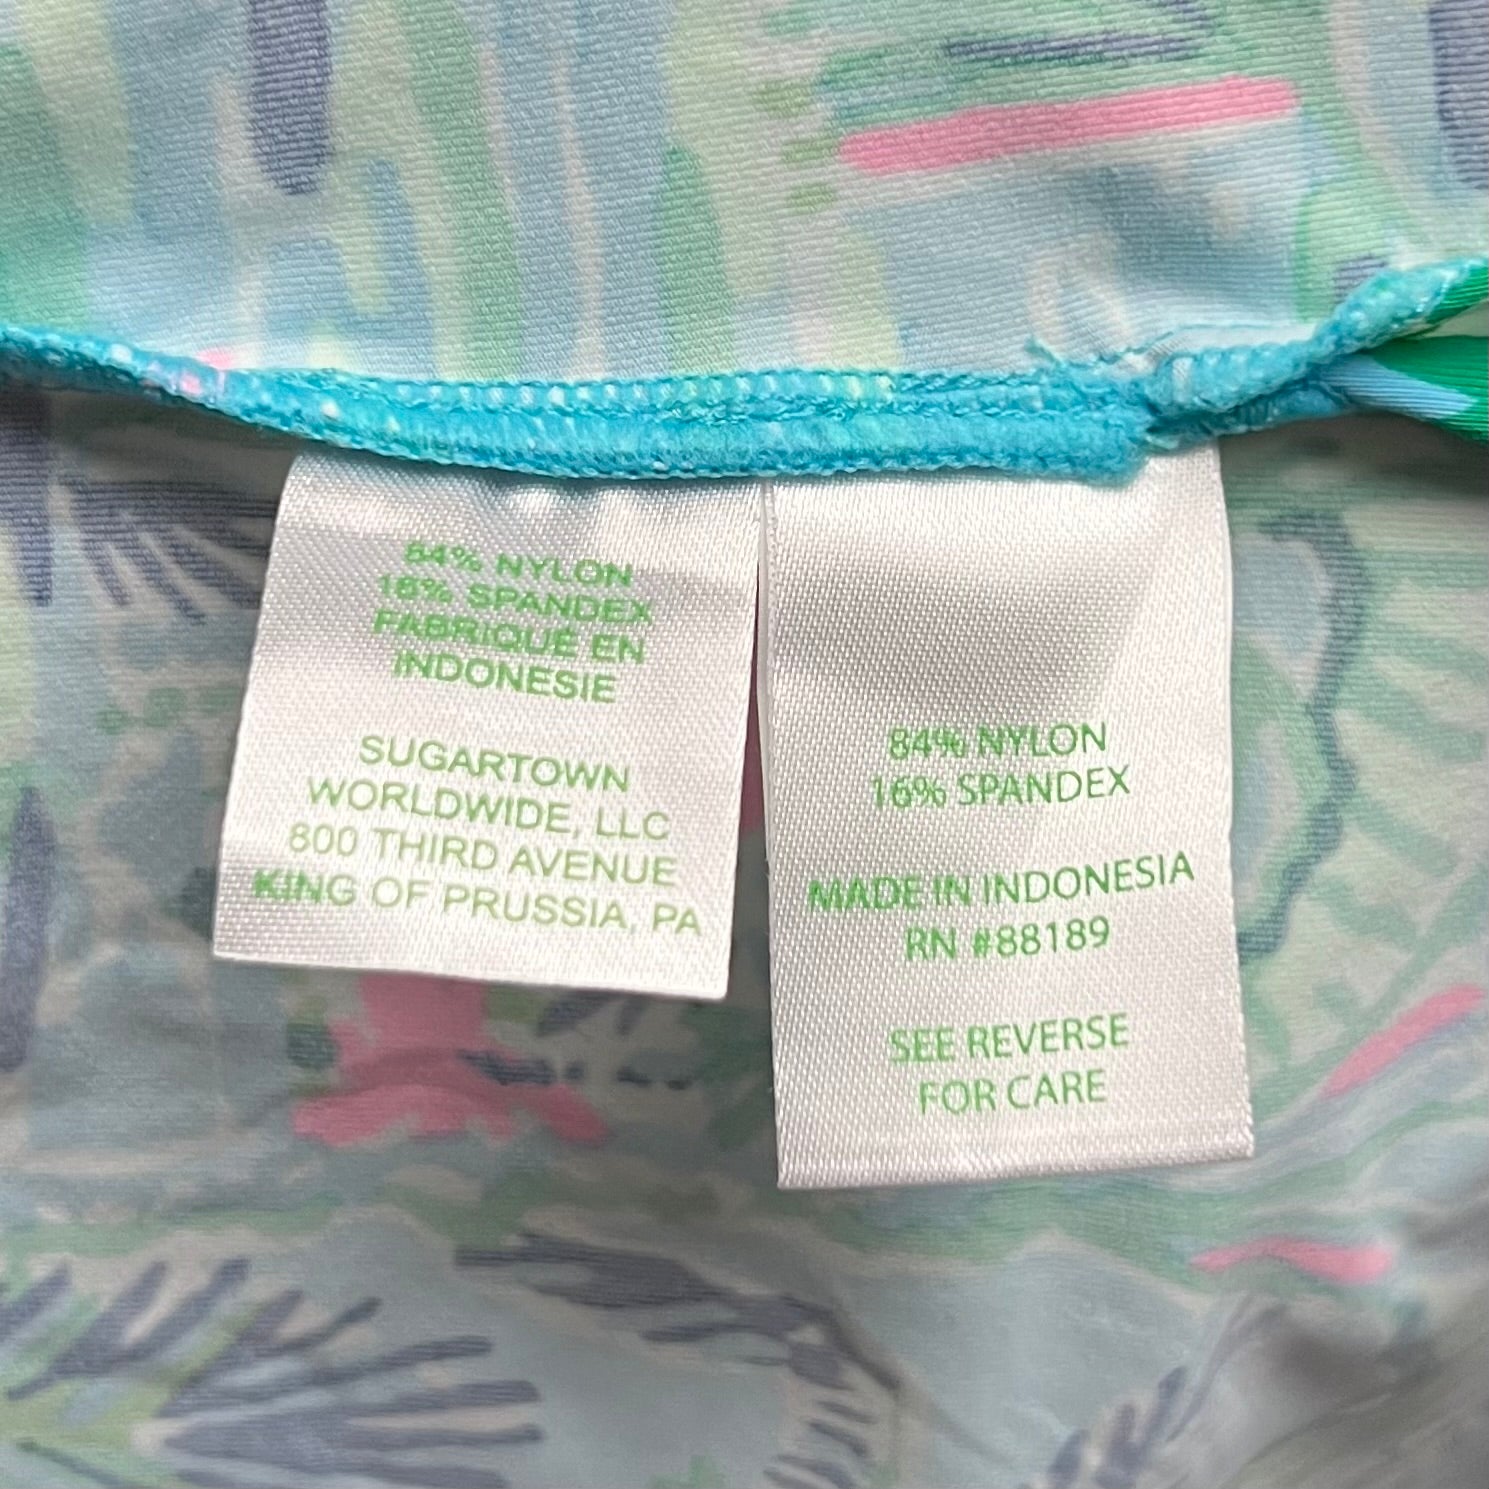 84% NYLON
16% SPANDEX
FABRIQUÉ EN
INDONESIE
SUGARTOWN
WORLDWIDE, LLC
800 THIRD AVENUE
KING OF PRUSSIA, PA
84% NYLON
16% SPANDEX
MADE IN INDONESIA
RN #88189
SEE REVERSE
FOR CARE